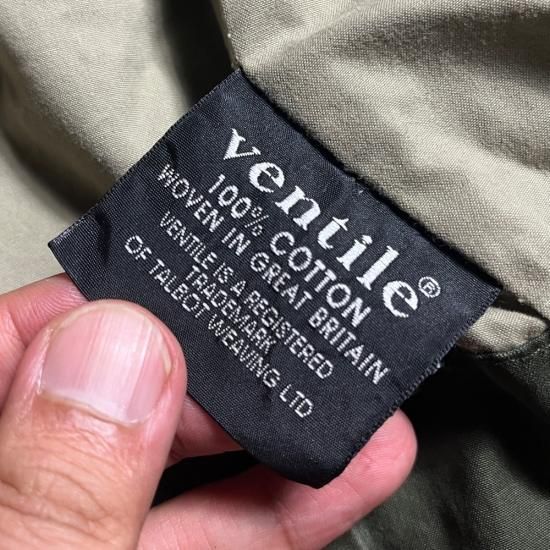 ventile®
100% COTTON
WOVEN IN GREAT BRITAIN
VENTILE IS A REGISTERED
TRADEMARK
OF TALBOT WEAVING LTD